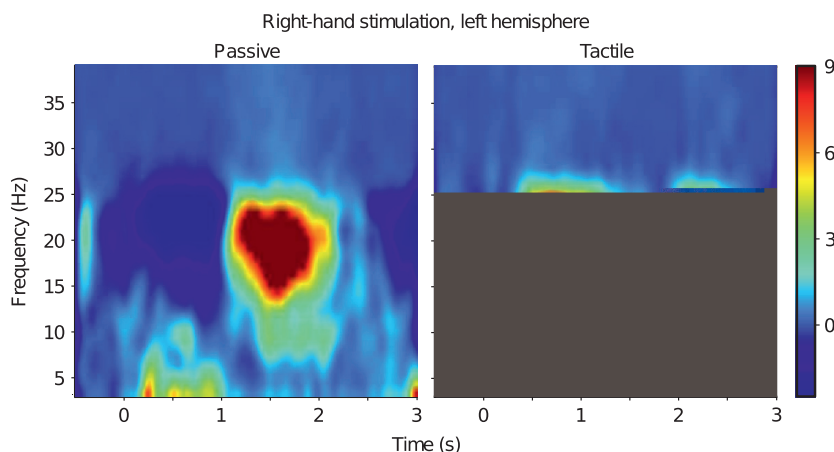 Right-hand stimulation, left hemisphere
Passive
Tactile
Frequency (Hz)
35
30
25
20
15
10
5
0 1 2 3
0 1 2 3
Time (s)
9
6
3
0